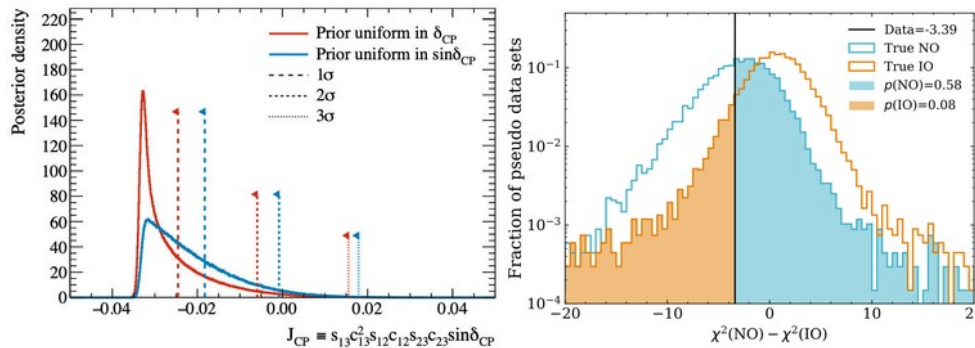 Posterior density
220
200
180
160
140
120
100
80
60
40
20
0
Prior uniform in δCP
Prior uniform in sinδCP
1σ
2σ
3σ
−0.04 −0.02 0.00 0.02 0.04
J_CP ≡ s₁₃c²₁₃s₁₂c₁₂s₂₃c₂₃sinδ_CP
Fraction of pseudo data sets
10⁻¹
10⁻²
10⁻³
10⁻⁴
Data=-3.39
True NO
True IO
p(NO)=0.58
p(IO)=0.08
−20 −10 0 10
χ²(NO) − χ²(IO)